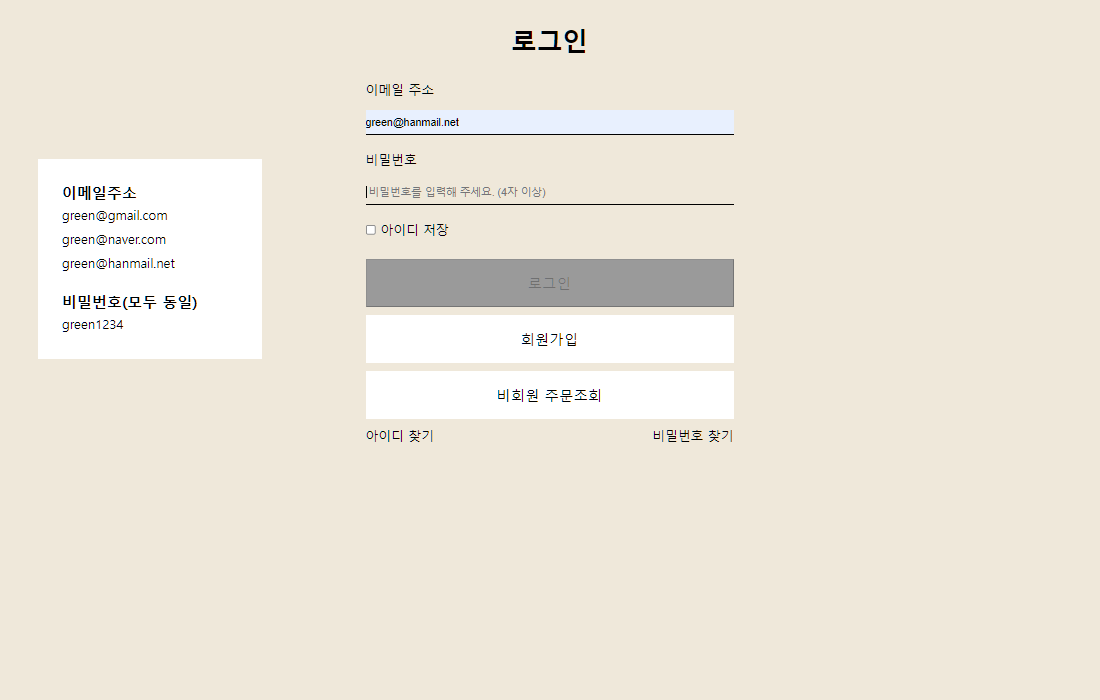 로그인
이메일 주소
green@hanmail.net
비밀번호
비밀번호를 입력해 주세요. (4자 이상)
아이디 저장
로그인
회원가입
비회원 주문조회
아이디 찾기
비밀번호 찾기
이메일주소
green@gmail.com
green@naver.com
green@hanmail.net
비밀번호(모두 동일)
green1234